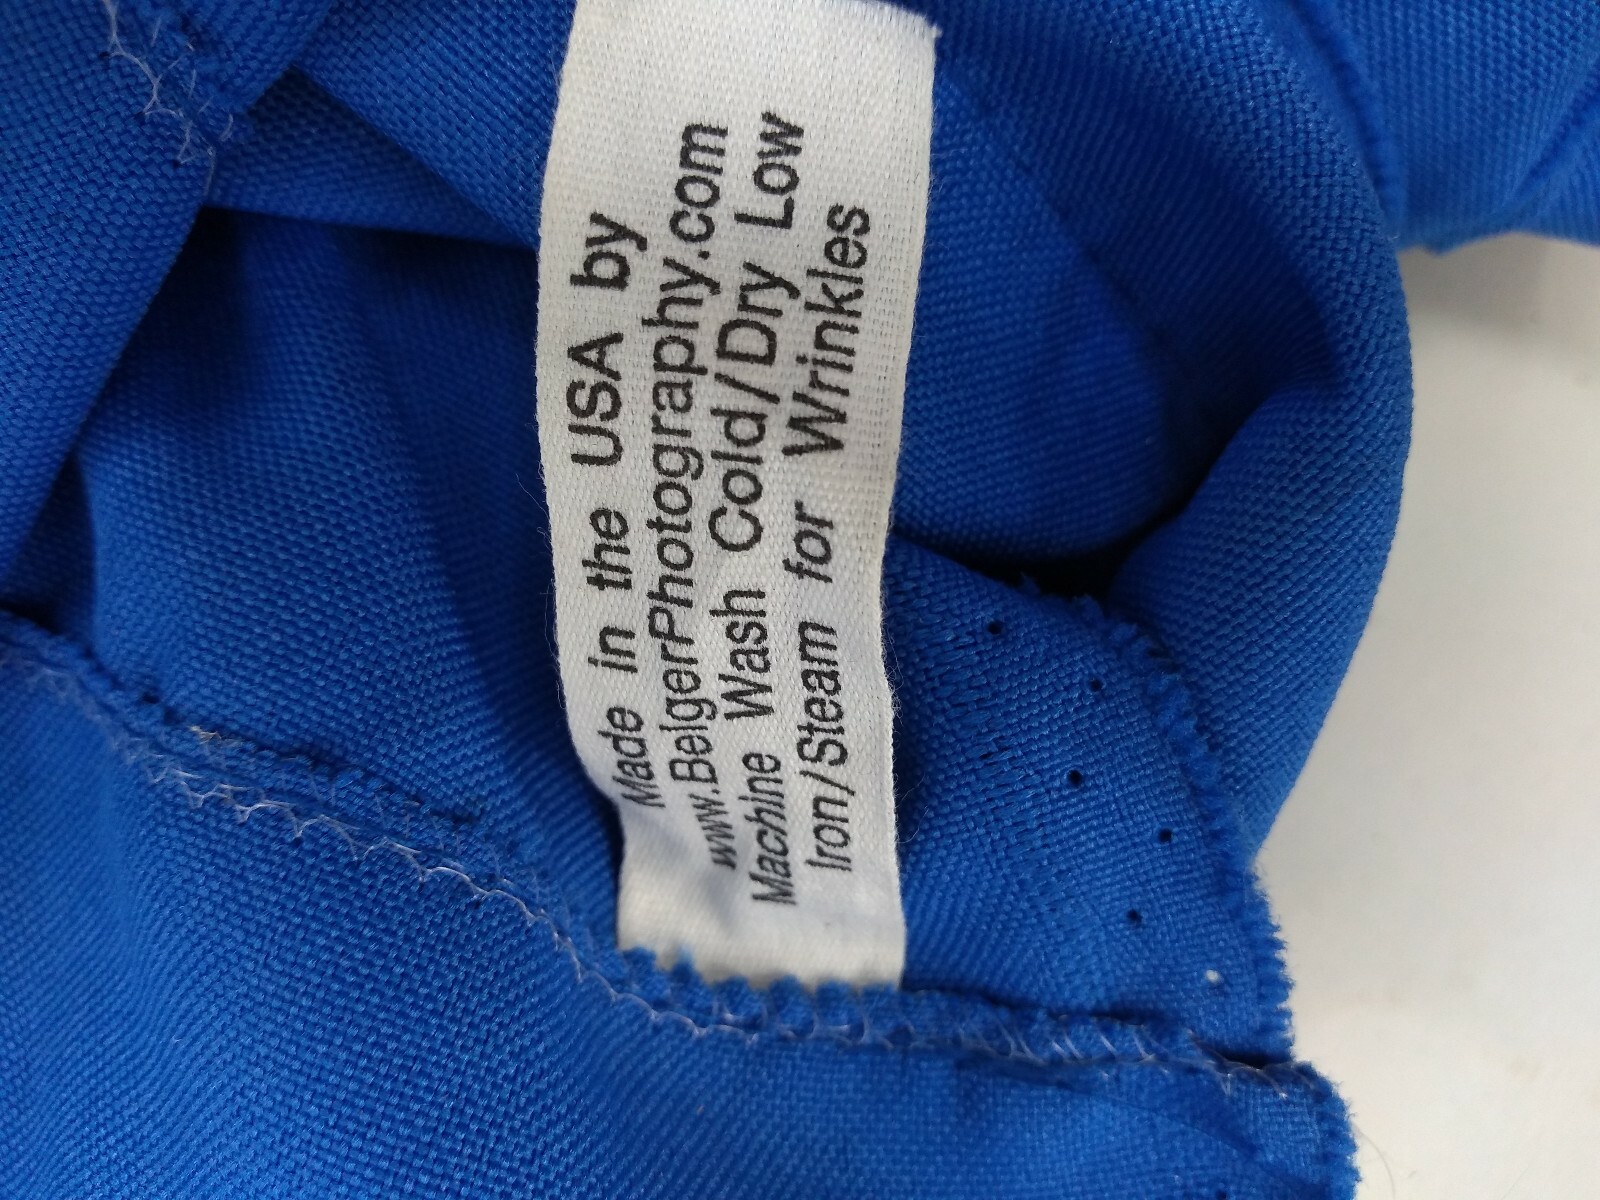 Made in the USA by
www.BelgerPhotography.com
Machine Wash Cold/Dry Low
Iron/Steam for Wrinkles